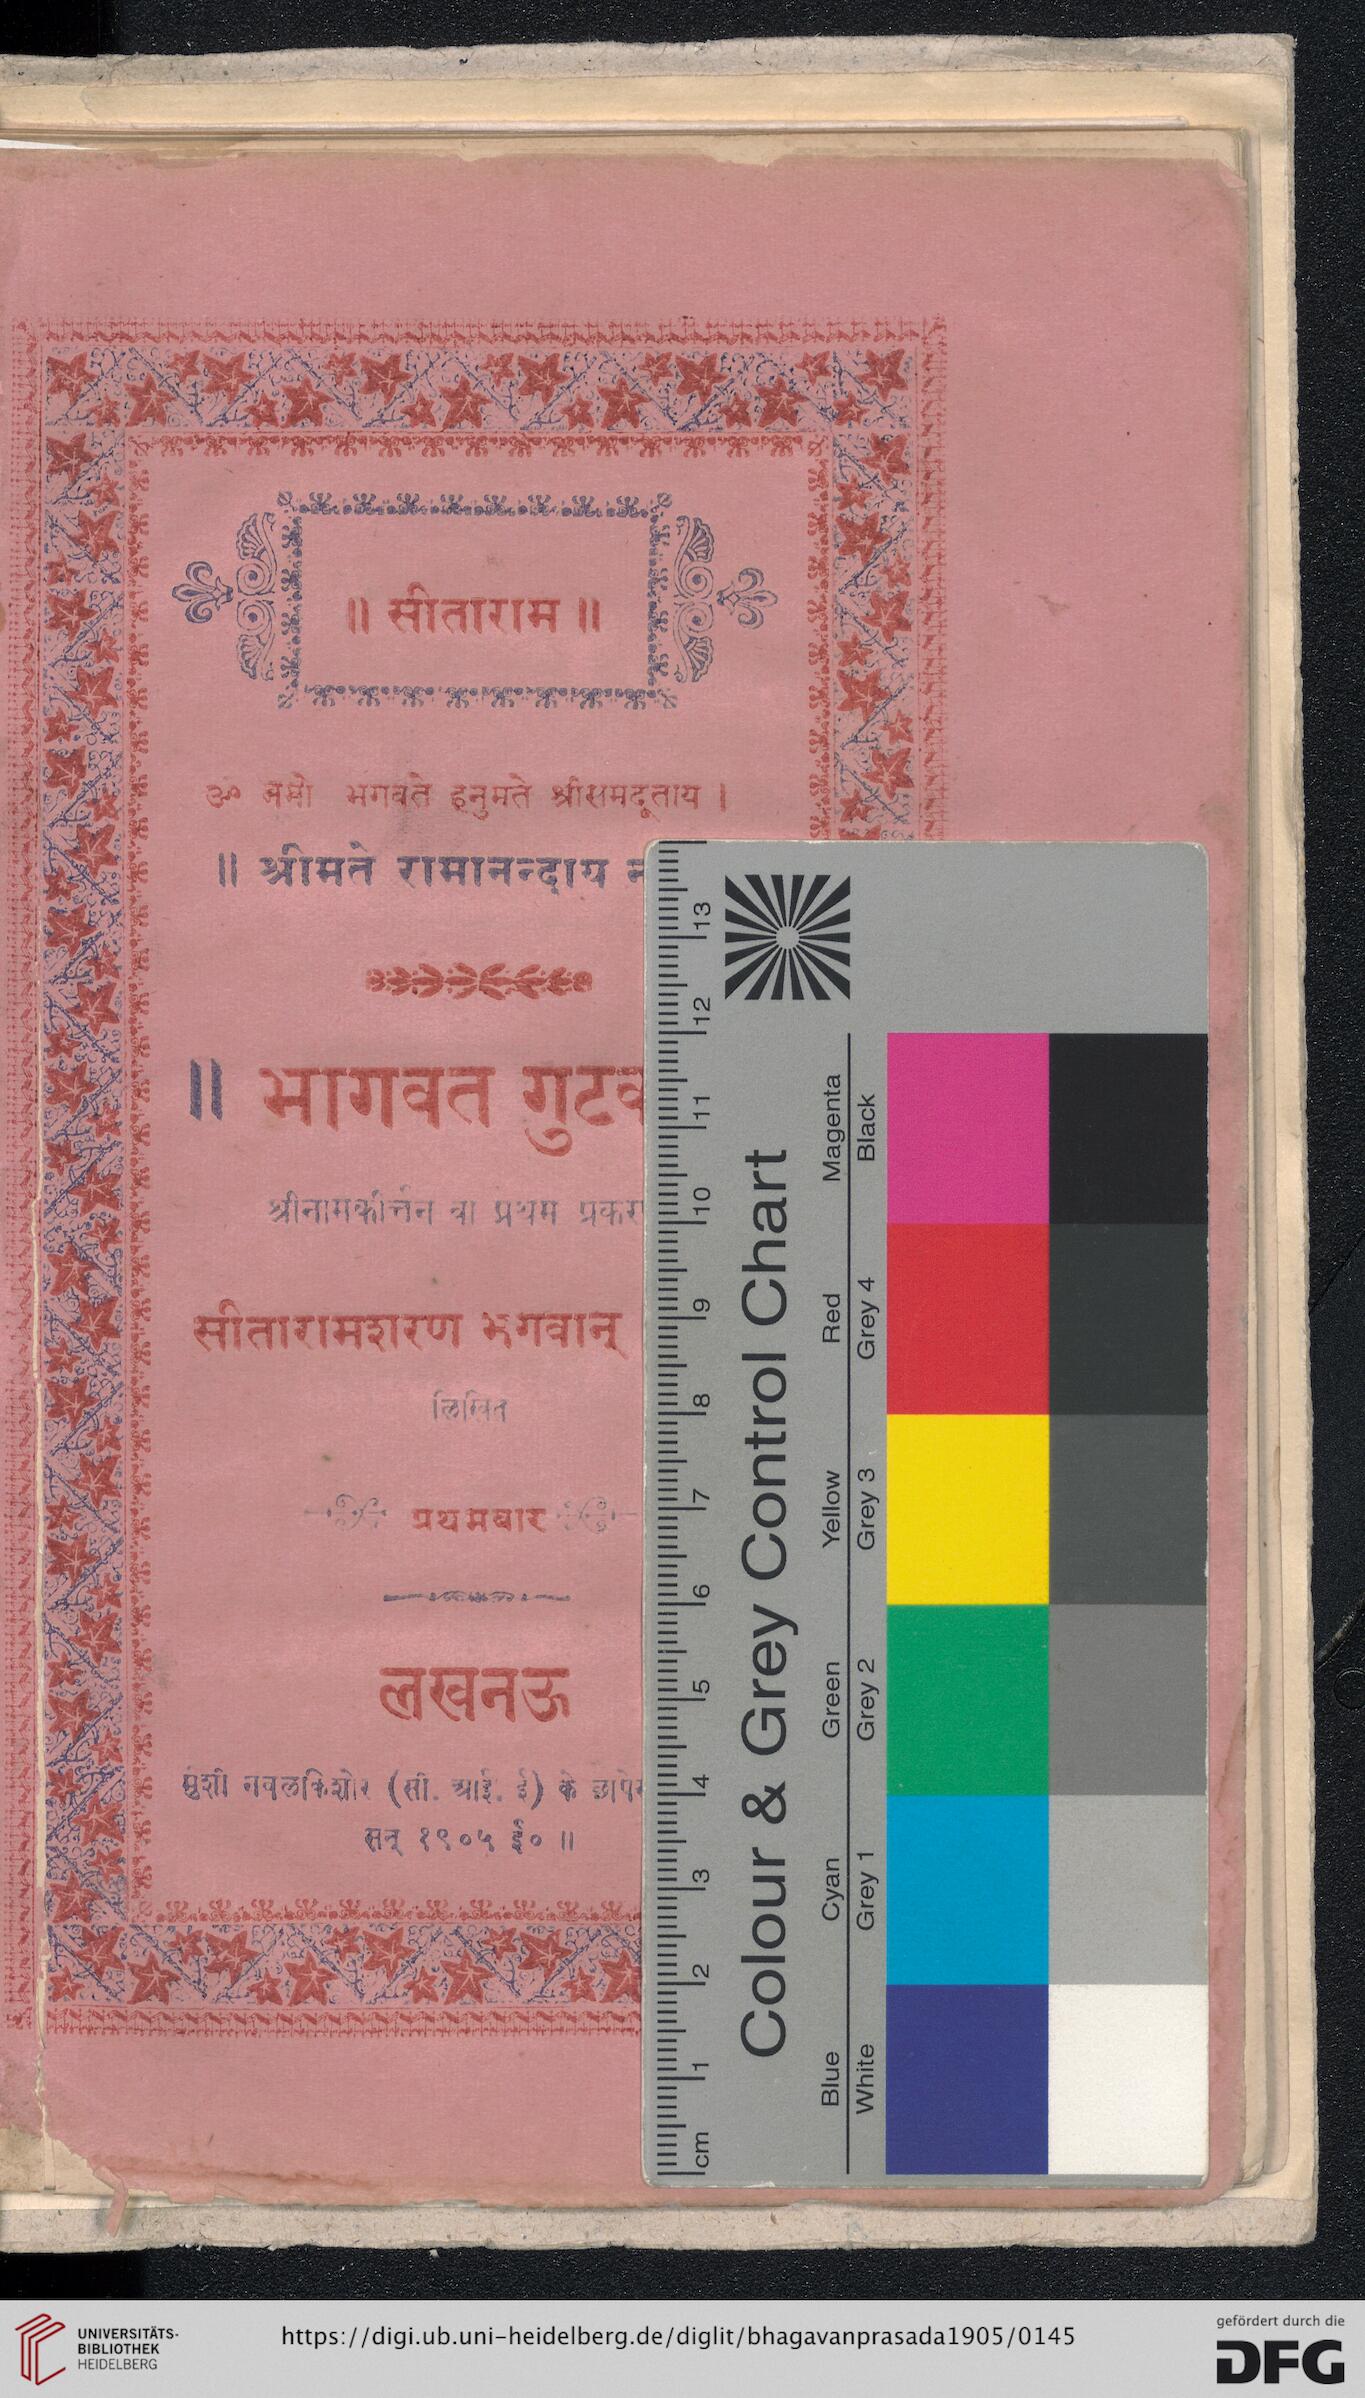 ॥ सीताराम ॥
ॐ नमो भगवते हनुमते श्रीरामदूताय ।
॥ श्रीमते रामानन्दाय
॥ भागवत
श्रीनामकीर्त्तन वा प्रथम
सीतारामशरण भगवान्
लिखित
प्रथमबार
लखनऊ
मुंशी नवलकिशोर (सी. आई. ई) के
सन् १९०५ ई० ॥
Colour & Grey Control Chart
Blue Cyan Green Yellow Red Magenta
White Grey 1 Grey 2 Grey 3 Grey 4 Black
cm 1 2 3 4 5 6 7 8 9 10 11 12 13
UNIVERSITÄTS-
BIBLIOTHEK
HEIDELBERG
https://digi.ub.uni-heidelberg.de/diglit/bhagavanprasada1905/0145
gefördert durch die
DFG